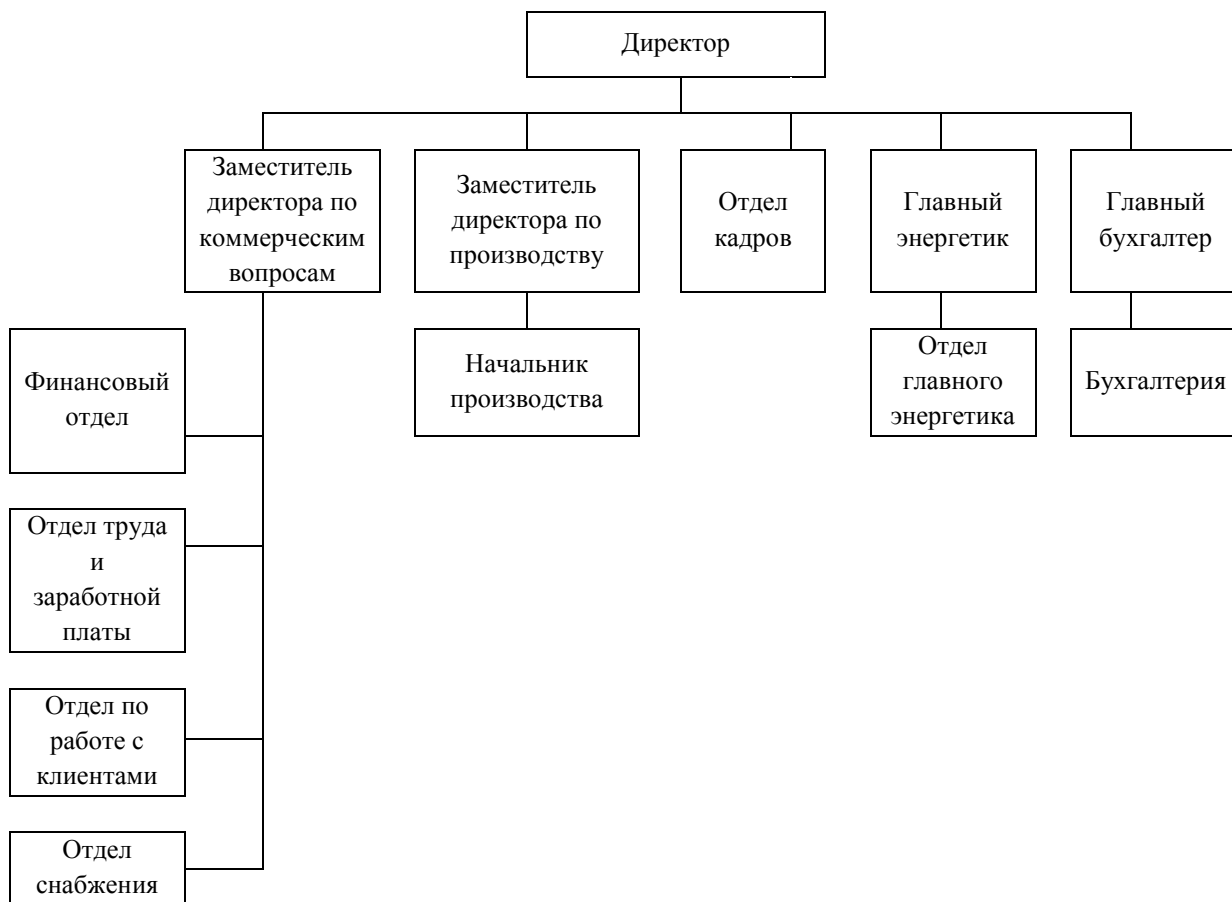 Директор
Заместитель
директора по
коммерческим
вопросам
Заместитель
директора по
производству
Отдел
кадров
Главный
энергетик
Главный
бухгалтер
Финансовый
отдел
Начальник
производства
Отдел
главного
энергетика
Бухгалтерия
Отдел труда
и
заработной
платы
Отдел по
работе с
клиентами
Отдел
снабжения